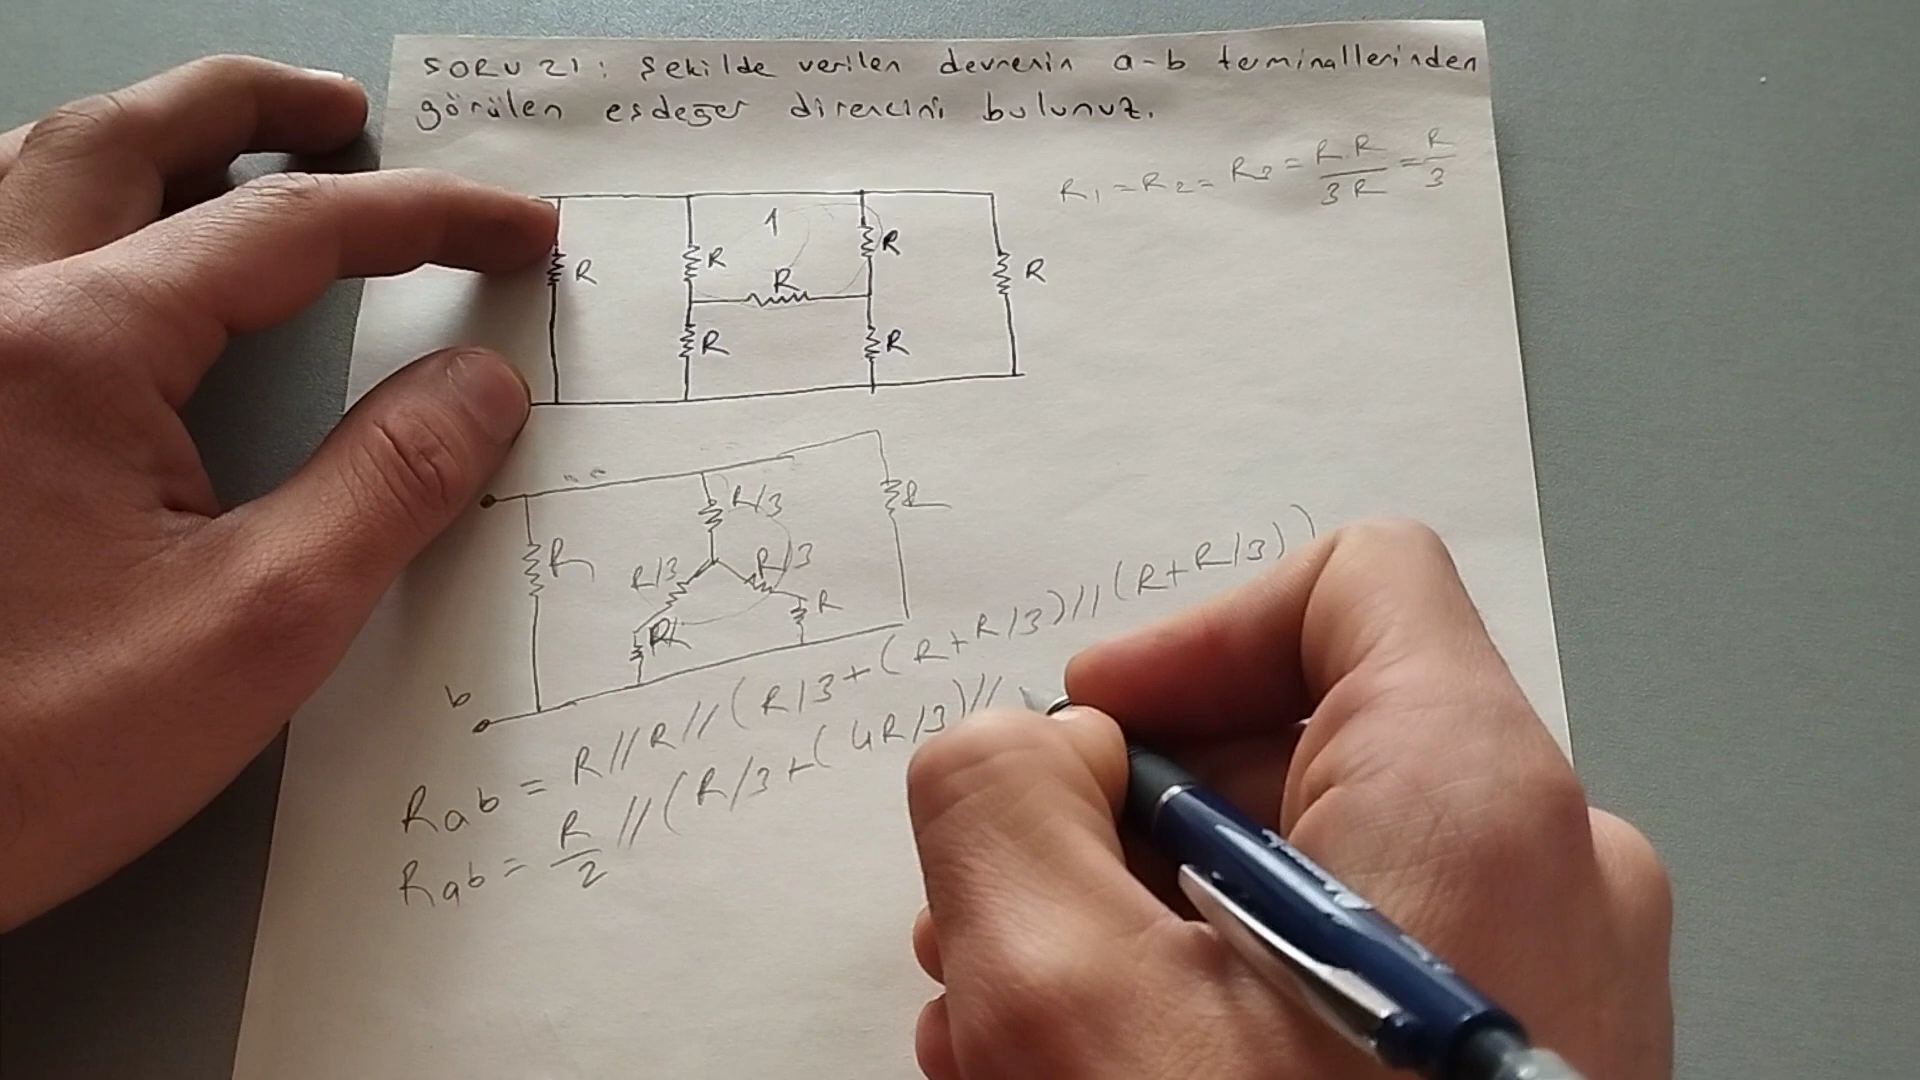 SORU 21: Şekilde verilen devrenin a-b terminallerinden
görülen eşdeğer direncini bulunuz.
R1 = R2 = R3 = R.R / 3R = R/3
1
R
R
R
R
R
R
R
R/3
R
R/3
R/3
R
R
R
b
Rab = R//R//(R/3+(R+R/3)//(R+R/3))
Rab = R/2 //(R/3+(4R/3)//